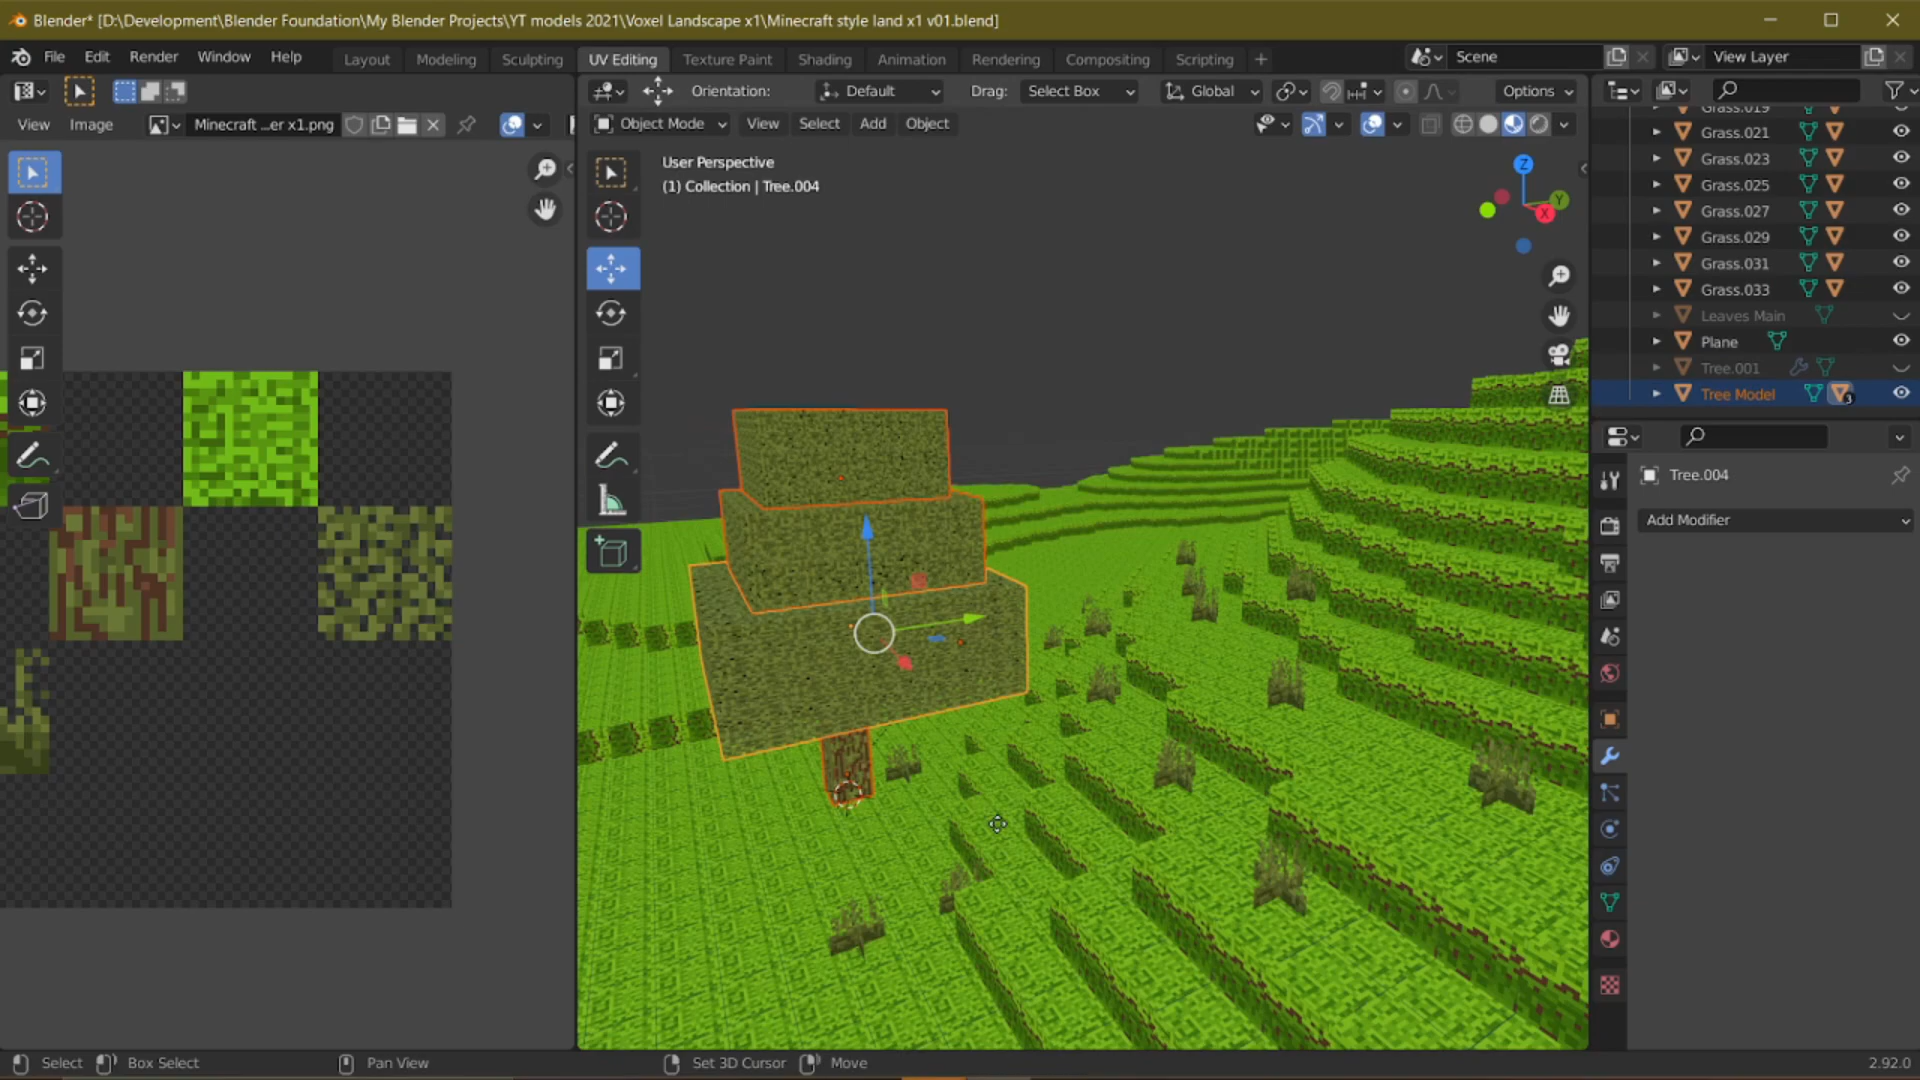 Blender* [D:\Development\Blender Foundation\My Blender Projects\YT models 2021\Voxel Landscape x1\Minecraft style land x1 v01.blend]
File Edit Render Window Help Layout Modeling Sculpting UV Editing Texture Paint Shading Animation Rendering Compositing Scripting + Scene View Layer
Orientation: Default Drag: Select Box Global Options
View Image Minecraft ...er x1.png Object Mode View Select Add Object
User Perspective
(1) Collection | Tree.004
Z
Y
X
Grass.019
Grass.021
Grass.023
Grass.025
Grass.027
Grass.029
Grass.031
Grass.033
Leaves Main
Plane
Tree.001
Tree Model 3
Tree.004
Add Modifier
Select Box Select Pan View Set 3D Cursor Move 2.92.0